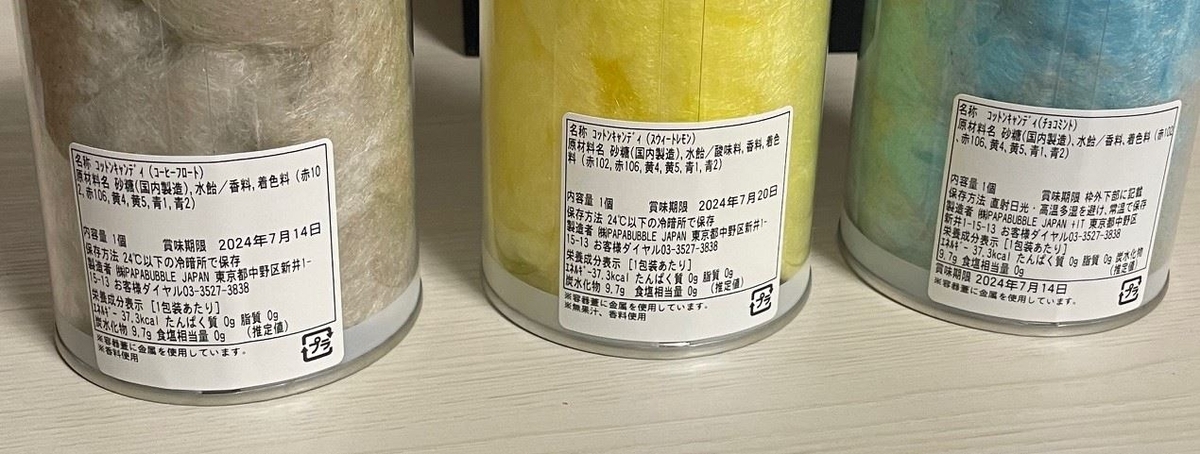 名称 コットンキャンディ(コーヒーフロート)
原材料名 砂糖(国内製造),水飴/香料,着色料(赤10
2,赤106,黄4,黄5,青1,青2)
内容量 1個 賞味期限 2024年7月14日
保存方法 24℃以下の冷暗所で保存
製造者 ㈱PAPABUBBLE JAPAN 東京都中野区新井1-
15-13 お客様ダイヤル03-3527-3838
栄養成分表示 [1包装あたり]
エネルギー 37.3kcal たんぱく質 0g 脂質 0g
炭水化物 9.7g 食塩相当量 0g (推定値)
※容器蓋に金属を使用しています。
※香料使用
プラ
名称 コットンキャンディ(スウィートレモン)
原材料名 砂糖(国内製造),水飴/酸味料,香料,着色
料(赤102,赤106,黄4,黄5,青1,青2)
内容量 1個 賞味期限 2024年7月20日
保存方法 24℃以下の冷暗所で保存
製造者 ㈱PAPABUBBLE JAPAN 東京都中野区新井1-
15-13 お客様ダイヤル03-3527-3838
栄養成分表示 [1包装あたり]
エネルギー 37.3kcal たんぱく質 0g 脂質 0g
炭水化物 9.7g 食塩相当量 0g (推定値)
※容器蓋に金属を使用しています。
※無果汁、香料使用
プラ
名称 コットンキャンディ(チョコミント)
原材料名 砂糖(国内製造),水飴/香料,着色料(赤102
,赤106,黄4,黄5,青1,青2)
内容量 1個 賞味期限 枠外下部に記載
保存方法 直射日光・高温多湿を避け、常温で保存
製造者 ㈱PAPABUBBLE JAPAN +IT 東京都中野区
新井1-15-13 お客様ダイヤル03-3527-3838
栄養成分表示 [1包装あたり]
エネルギー 37.3kcal たんぱく質 0g 脂質 0g 炭水化物
9.7g 食塩相当量 0g (推定値)
賞味期限 2024年7月14日
※容器蓋に金属を使用しています。
プラ